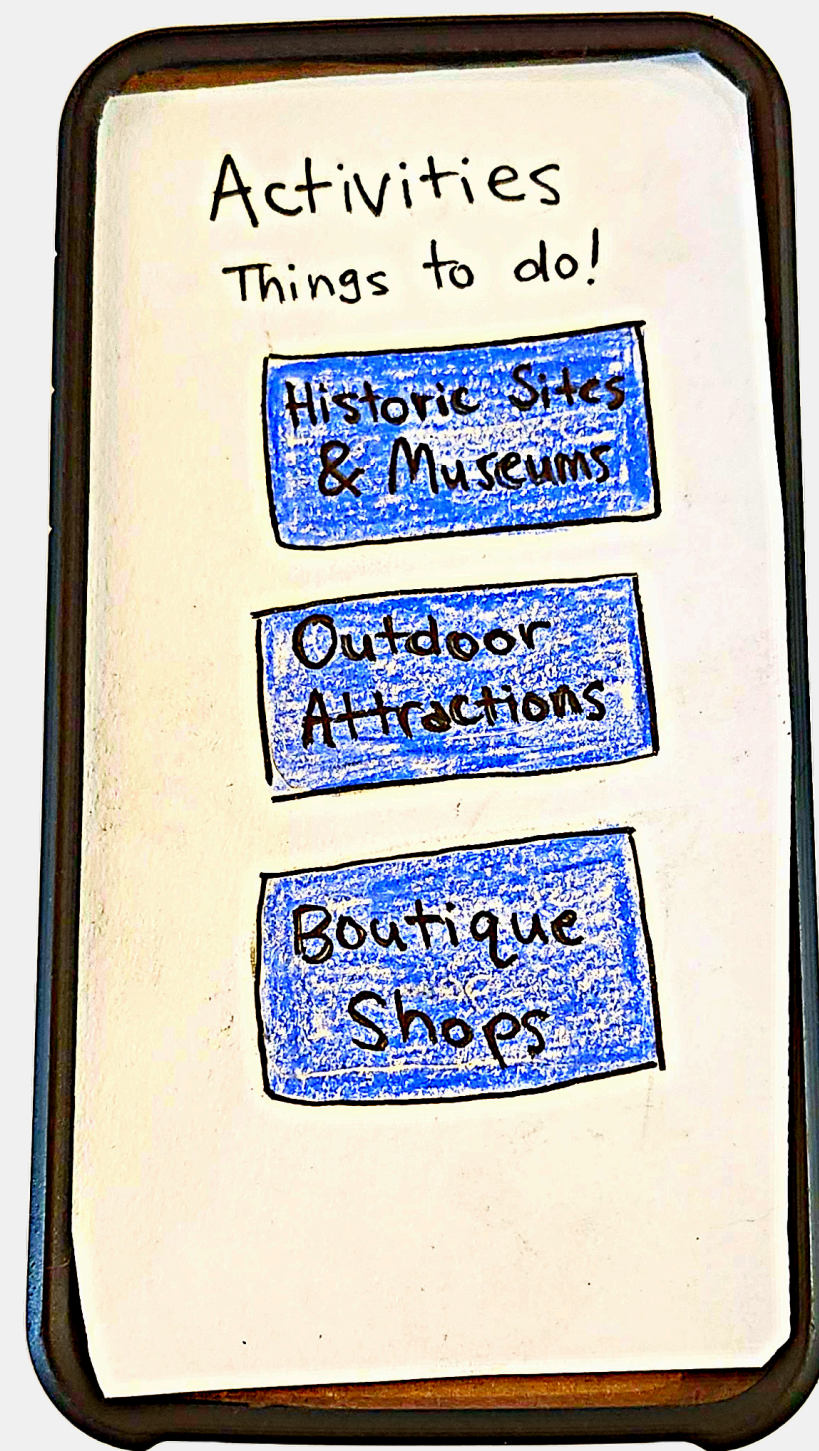 Activities
Things to do!
Historic Sites
& Museums
Outdoor
Attractions
Boutique
Shops